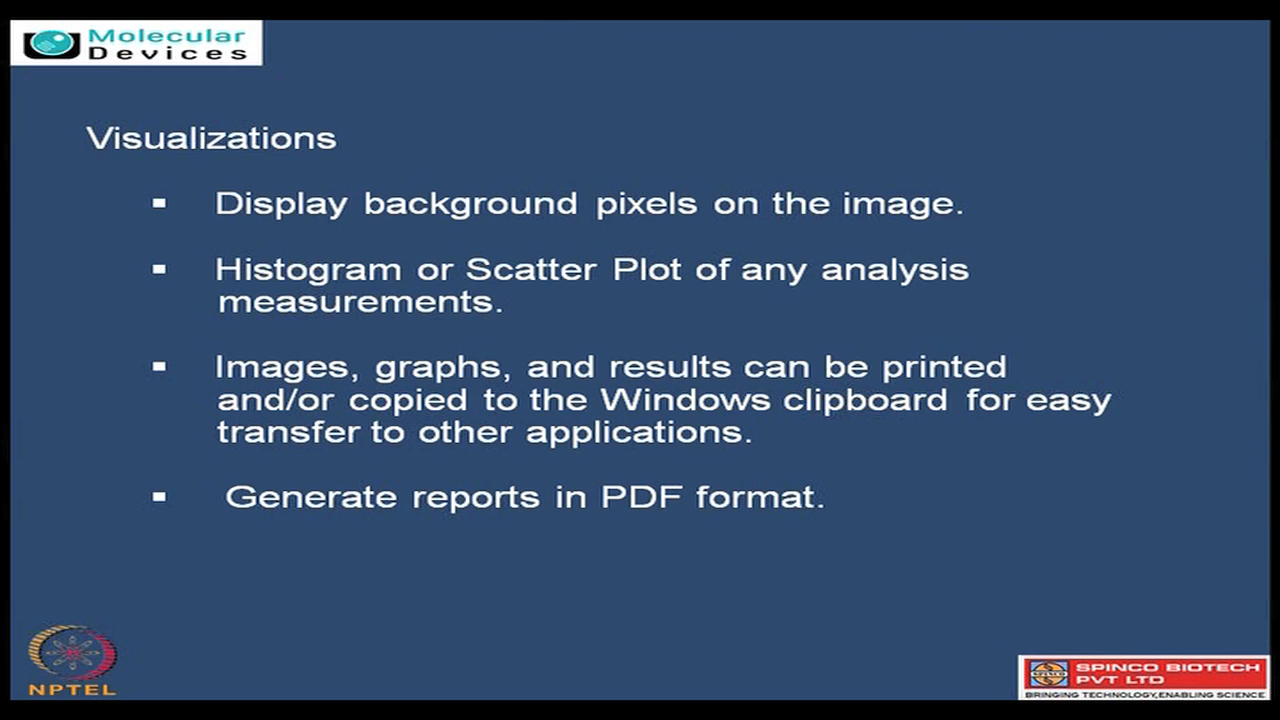 Molecular
Devices
Visualizations
▪ Display background pixels on the image.
▪ Histogram or Scatter Plot of any analysis
measurements.
▪ Images, graphs, and results can be printed
and/or copied to the Windows clipboard for easy
transfer to other applications.
▪ Generate reports in PDF format.
NPTEL
SPINCO BIOTECH
PVT LTD
BRINGING TECHNOLOGY,ENABLING SCIENCE